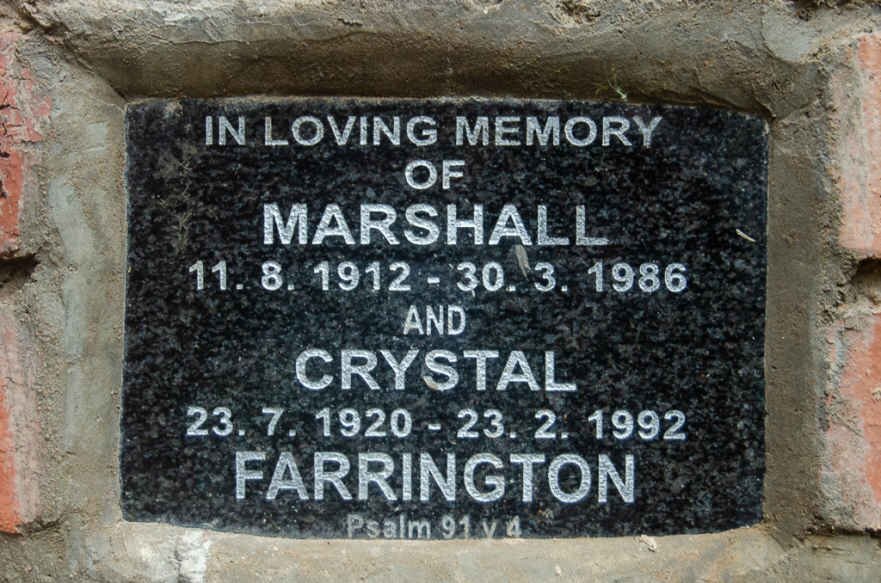 IN LOVING MEMORY
OF
MARSHALL
11. 8. 1912 - 30. 3. 1986
AND
CRYSTAL
23. 7. 1920 - 23. 2. 1992
FARRINGTON
Psalm 91 v 4